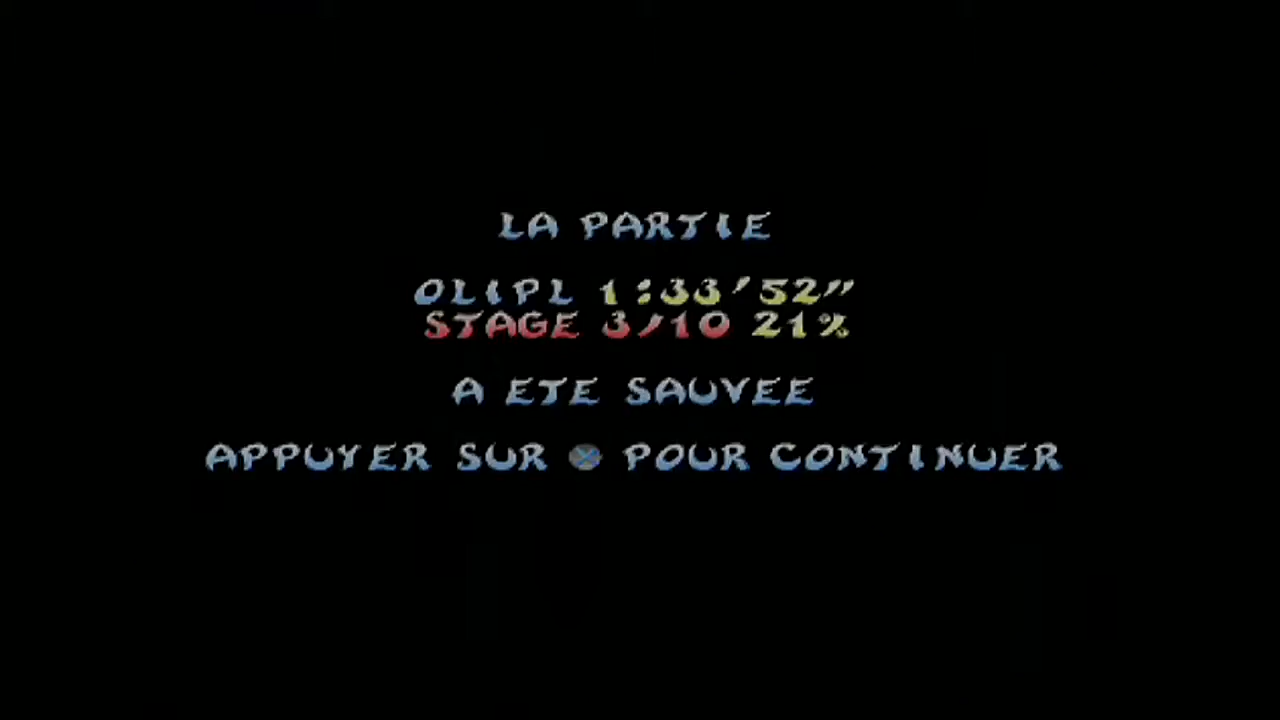 LA PARTIE
OLIPL 1:33'52"
STAGE 3/10 21%
A ETE SAUVEE
APPUYER SUR ⓧ POUR CONTINUER